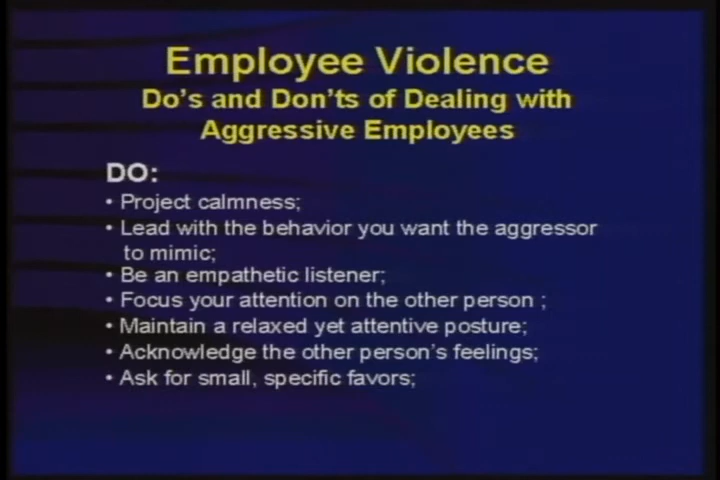 Employee Violence
Do's and Don'ts of Dealing with
Aggressive Employees
DO:
• Project calmness;
• Lead with the behavior you want the aggressor
to mimic;
• Be an empathetic listener;
• Focus your attention on the other person ;
• Maintain a relaxed yet attentive posture;
• Acknowledge the other person's feelings;
• Ask for small, specific favors;